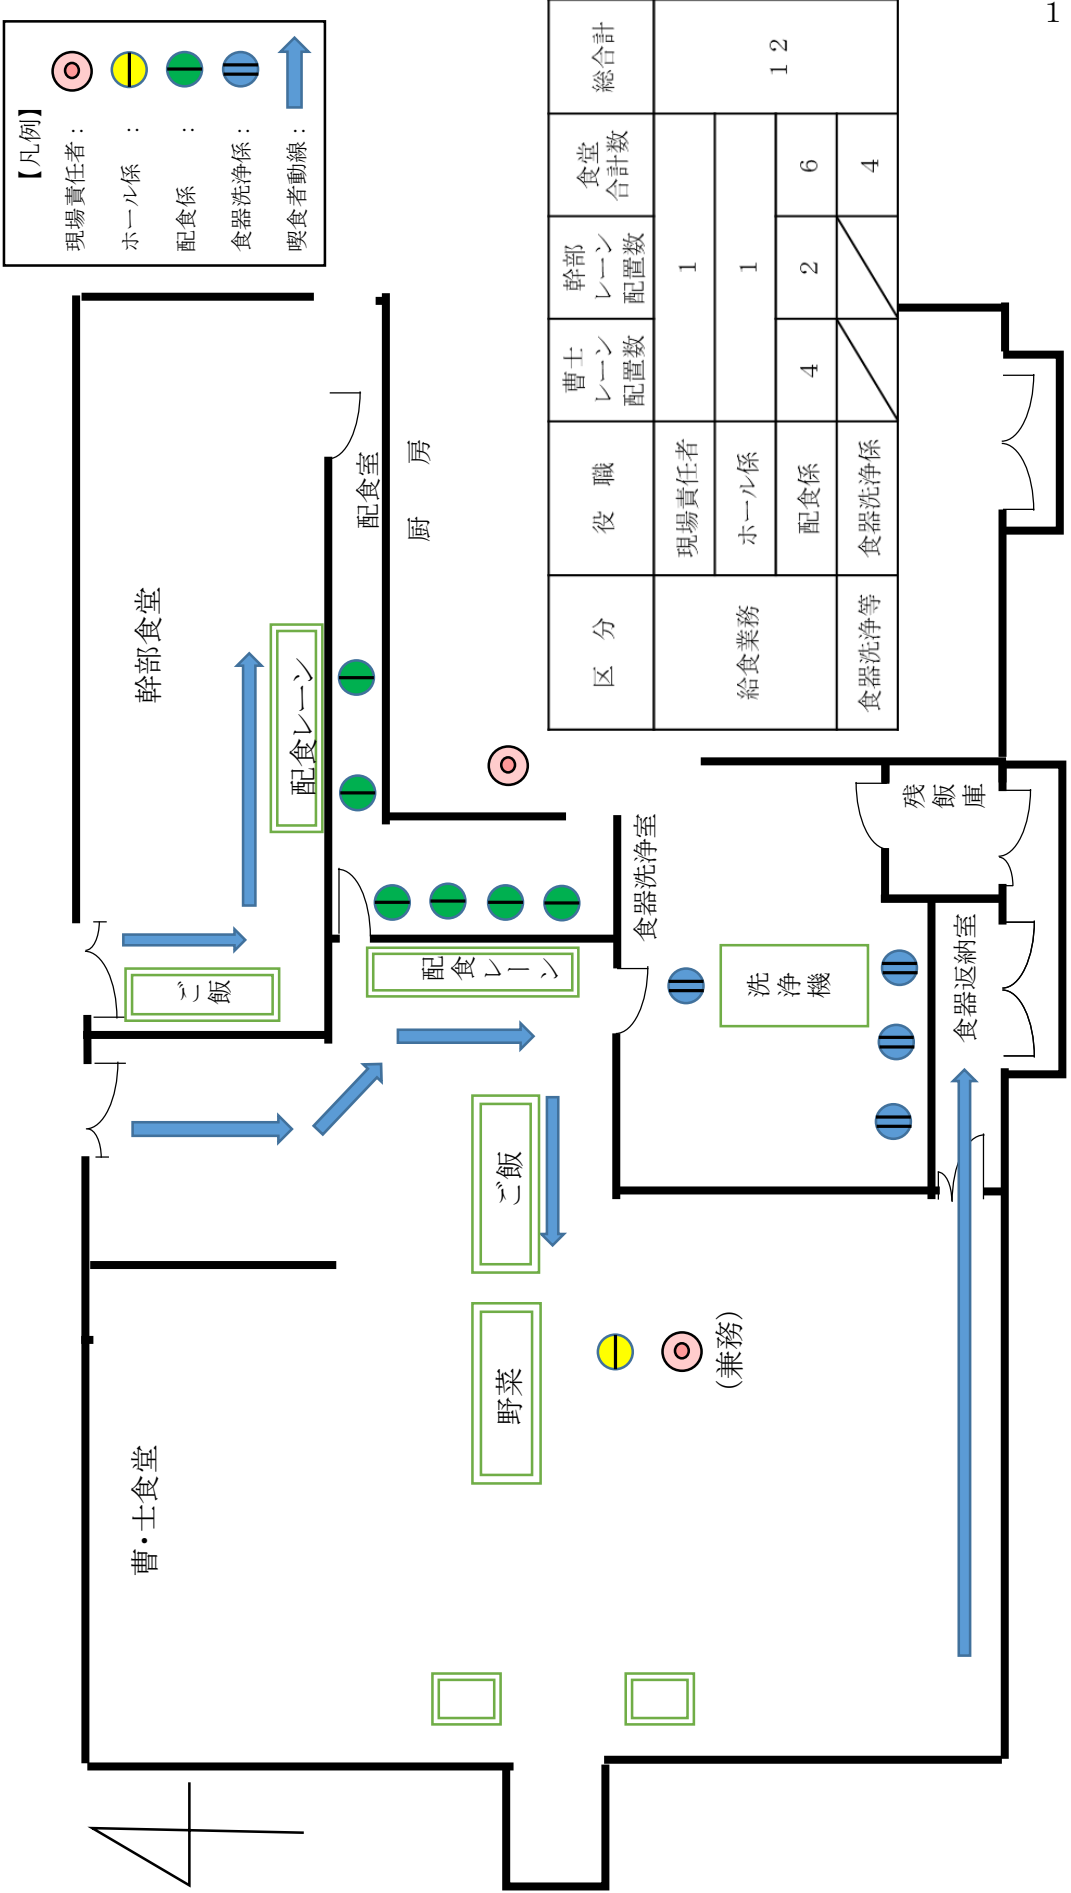 【凡例】
現場責任者：
ホール係　：
配食係　　：
食器洗浄係：
喫食者動線：
幹部食堂
配食レーン
ご飯
配食室
厨　房
配食レーン
食器洗浄室
洗浄機
残飯庫
食器返納室
曹・士食堂
ご飯
野菜
（兼務）
区　分　役　職　曹士レーン配置数　幹部レーン配置数　食堂合計数　総合計
給食業務　現場責任者　1　12
ホール係　1
配食係　4　2　6
食器洗浄等　食器洗浄係　4
1